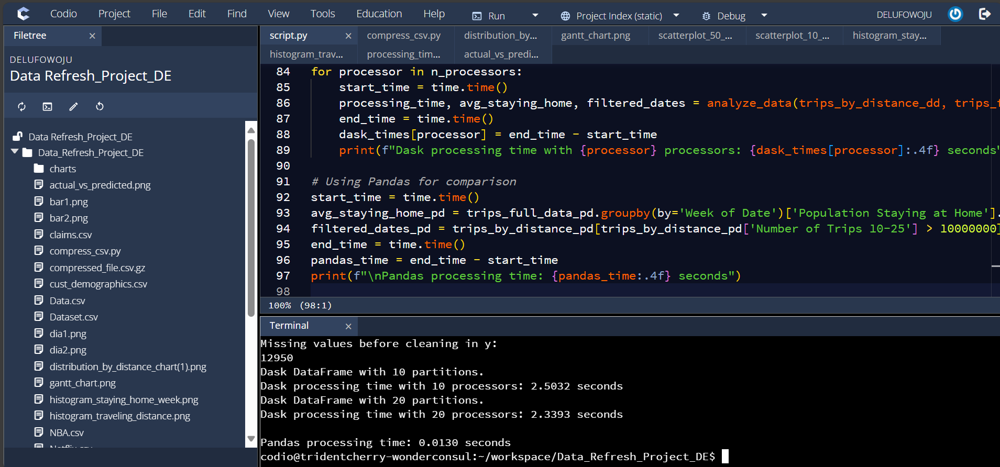 Codio Project File Edit Find View Tools Education Help Run Project Index (static) Debug DELUFOWOJU
Filetree
DELUFOWOJU
Data Refresh_Project_DE
Data Refresh_Project_DE
Data_Refresh_Project_DE
charts
actual_vs_predicted.png
bar1.png
bar2.png
claims.csv
compress_csv.py
compressed_file.csv.gz
cust_demographics.csv
Data.csv
Dataset.csv
dia1.png
dia2.png
distribution_by_distance_chart(1).png
gantt_chart.png
histogram_staying_home_week.png
histogram_traveling_distance.png
NBA.csv
script.py compress_csv.py distribution_by... gantt_chart.png scatterplot_50_... scatterplot_10_... histogram_stay...
histogram_trav... processing_tim... actual_vs_predi...
84 for processor in n_processors:
85 start_time = time.time()
86 processing_time, avg_staying_home, filtered_dates = analyze_data(trips_by_distance_dd, trips_
87 end_time = time.time()
88 dask_times[processor] = end_time - start_time
89 print(f"Dask processing time with {processor} processors: {dask_times[processor]:.4f} seconds"
90
91 # Using Pandas for comparison
92 start_time = time.time()
93 avg_staying_home_pd = trips_full_data_pd.groupby(by='Week of Date')['Population Staying at Home'].
94 filtered_dates_pd = trips_by_distance_pd[trips_by_distance_pd['Number of Trips 10-25'] > 10000000]
95 end_time = time.time()
96 pandas_time = end_time - start_time
97 print(f"\nPandas processing time: {pandas_time:.4f} seconds")
98
100% (98:1)
Terminal
Missing values before cleaning in y:
12950
Dask DataFrame with 10 partitions.
Dask processing time with 10 processors: 2.5032 seconds
Dask DataFrame with 20 partitions.
Dask processing time with 20 processors: 2.3393 seconds
Pandas processing time: 0.0130 seconds
codio@tridentcherry-wonderconsul:~/workspace/Data_Refresh_Project_DE$